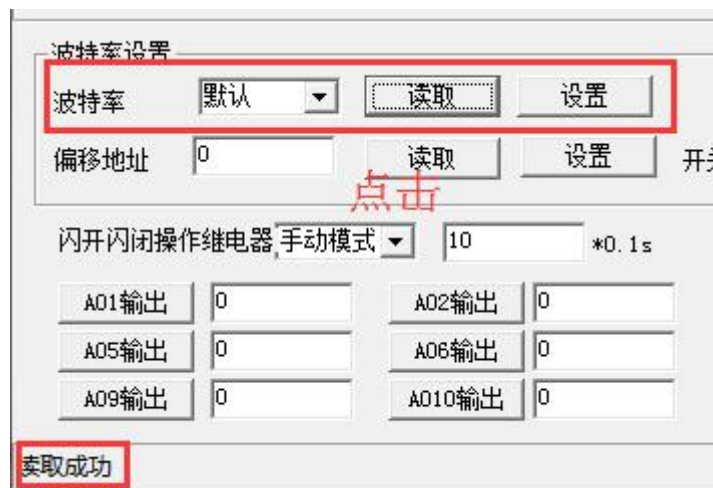 波特率设置
波特率 默认 读取 设置
偏移地址 0 读取 设置
点击
闪开闪闭操作继电器 手动模式 10 *0.1s
A01输出 0 A02输出 0
A05输出 0 A06输出 0
A09输出 0 A010输出 0
读取成功